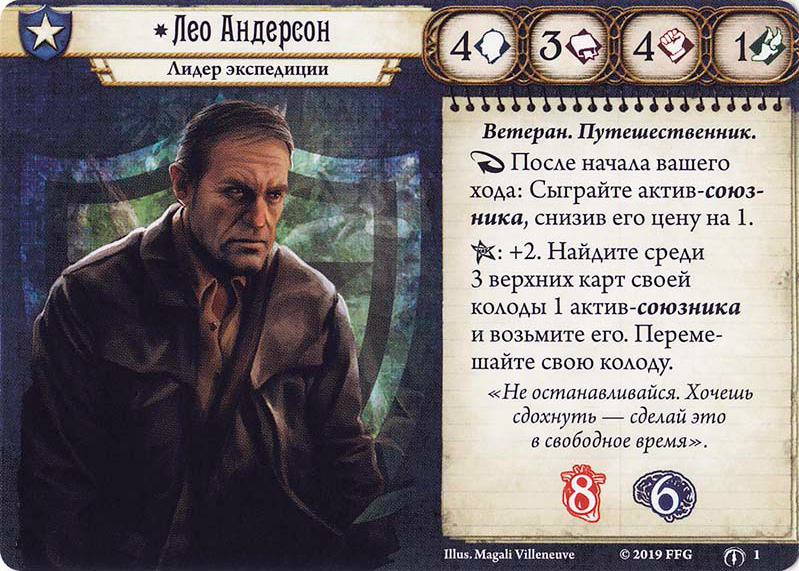 Лео Андерсон
Лидер экспедиции
4 3 4 1
Ветеран. Путешественник.
После начала вашего
хода: Сыграйте актив-союз-
ника, снизив его цену на 1.
: +2. Найдите среди
3 верхних карт своей
колоды 1 актив-союзника
и возьмите его. Переме-
шайте свою колоду.
«Не останавливайся. Хочешь
сдохнуть — сделай это
в свободное время».
8 6
Illus. Magali Villeneuve © 2019 FFG 1